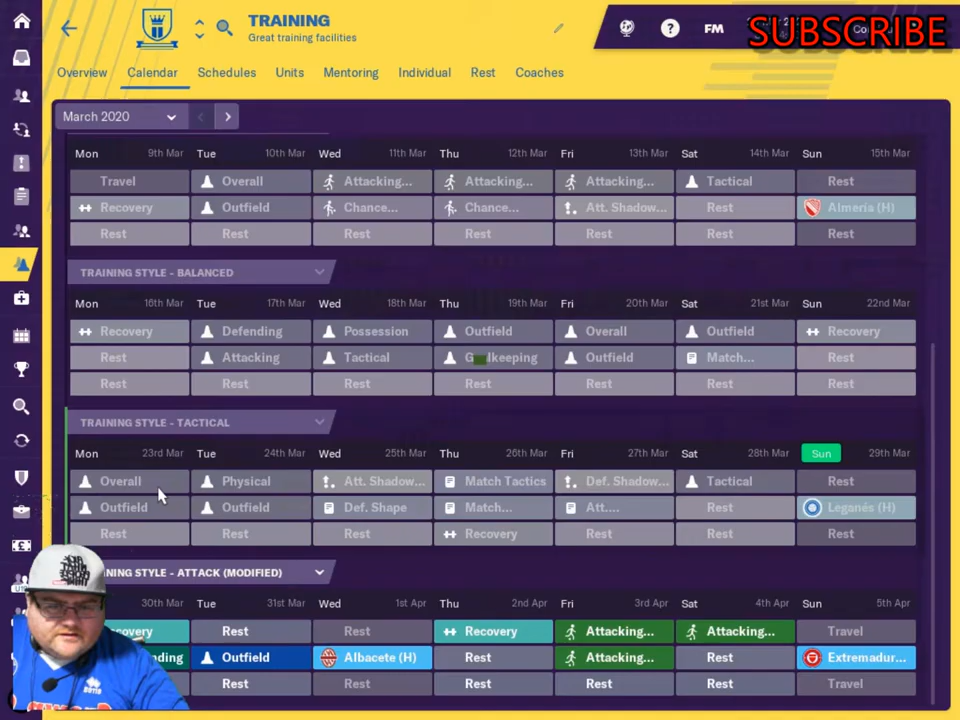 TRAINING
Great training facilities
FM
SUBSCRIBE
Overview Calendar Schedules Units Mentoring Individual Rest Coaches
March 2020
Mon 9th Mar Tue 10th Mar Wed 11th Mar Thu 12th Mar Fri 13th Mar Sat 14th Mar Sun 15th Mar
Travel Overall Attacking... Attacking... Attacking... Tactical Rest
Recovery Outfield Chance... Chance... Att. Shadow... Rest Almería (H)
Rest Rest Rest Rest Rest Rest Rest
TRAINING STYLE - BALANCED
Mon 16th Mar Tue 17th Mar Wed 18th Mar Thu 19th Mar Fri 20th Mar Sat 21st Mar Sun 22nd Mar
Recovery Defending Possession Outfield Overall Outfield Recovery
Rest Attacking Tactical Goalkeeping Outfield Match... Rest
Rest Rest Rest Rest Rest Rest Rest
TRAINING STYLE - TACTICAL
Mon 23rd Mar Tue 24th Mar Wed 25th Mar Thu 26th Mar Fri 27th Mar Sat 28th Mar Sun 29th Mar
Overall Physical Att. Shadow... Match Tactics Def. Shadow... Tactical Rest
Outfield Outfield Def. Shape Match... Att.... Rest Leganés (H)
Rest Rest Rest Recovery Rest Rest Rest
NING STYLE - ATTACK (MODIFIED)
30th Mar Tue 31st Mar Wed 1st Apr Thu 2nd Apr Fri 3rd Apr Sat 4th Apr Sun 5th Apr
covery Rest Rest Recovery Attacking... Attacking... Travel
nding Outfield Albacete (H) Rest Attacking... Rest Extremadur...
Rest Rest Rest Rest Rest Travel